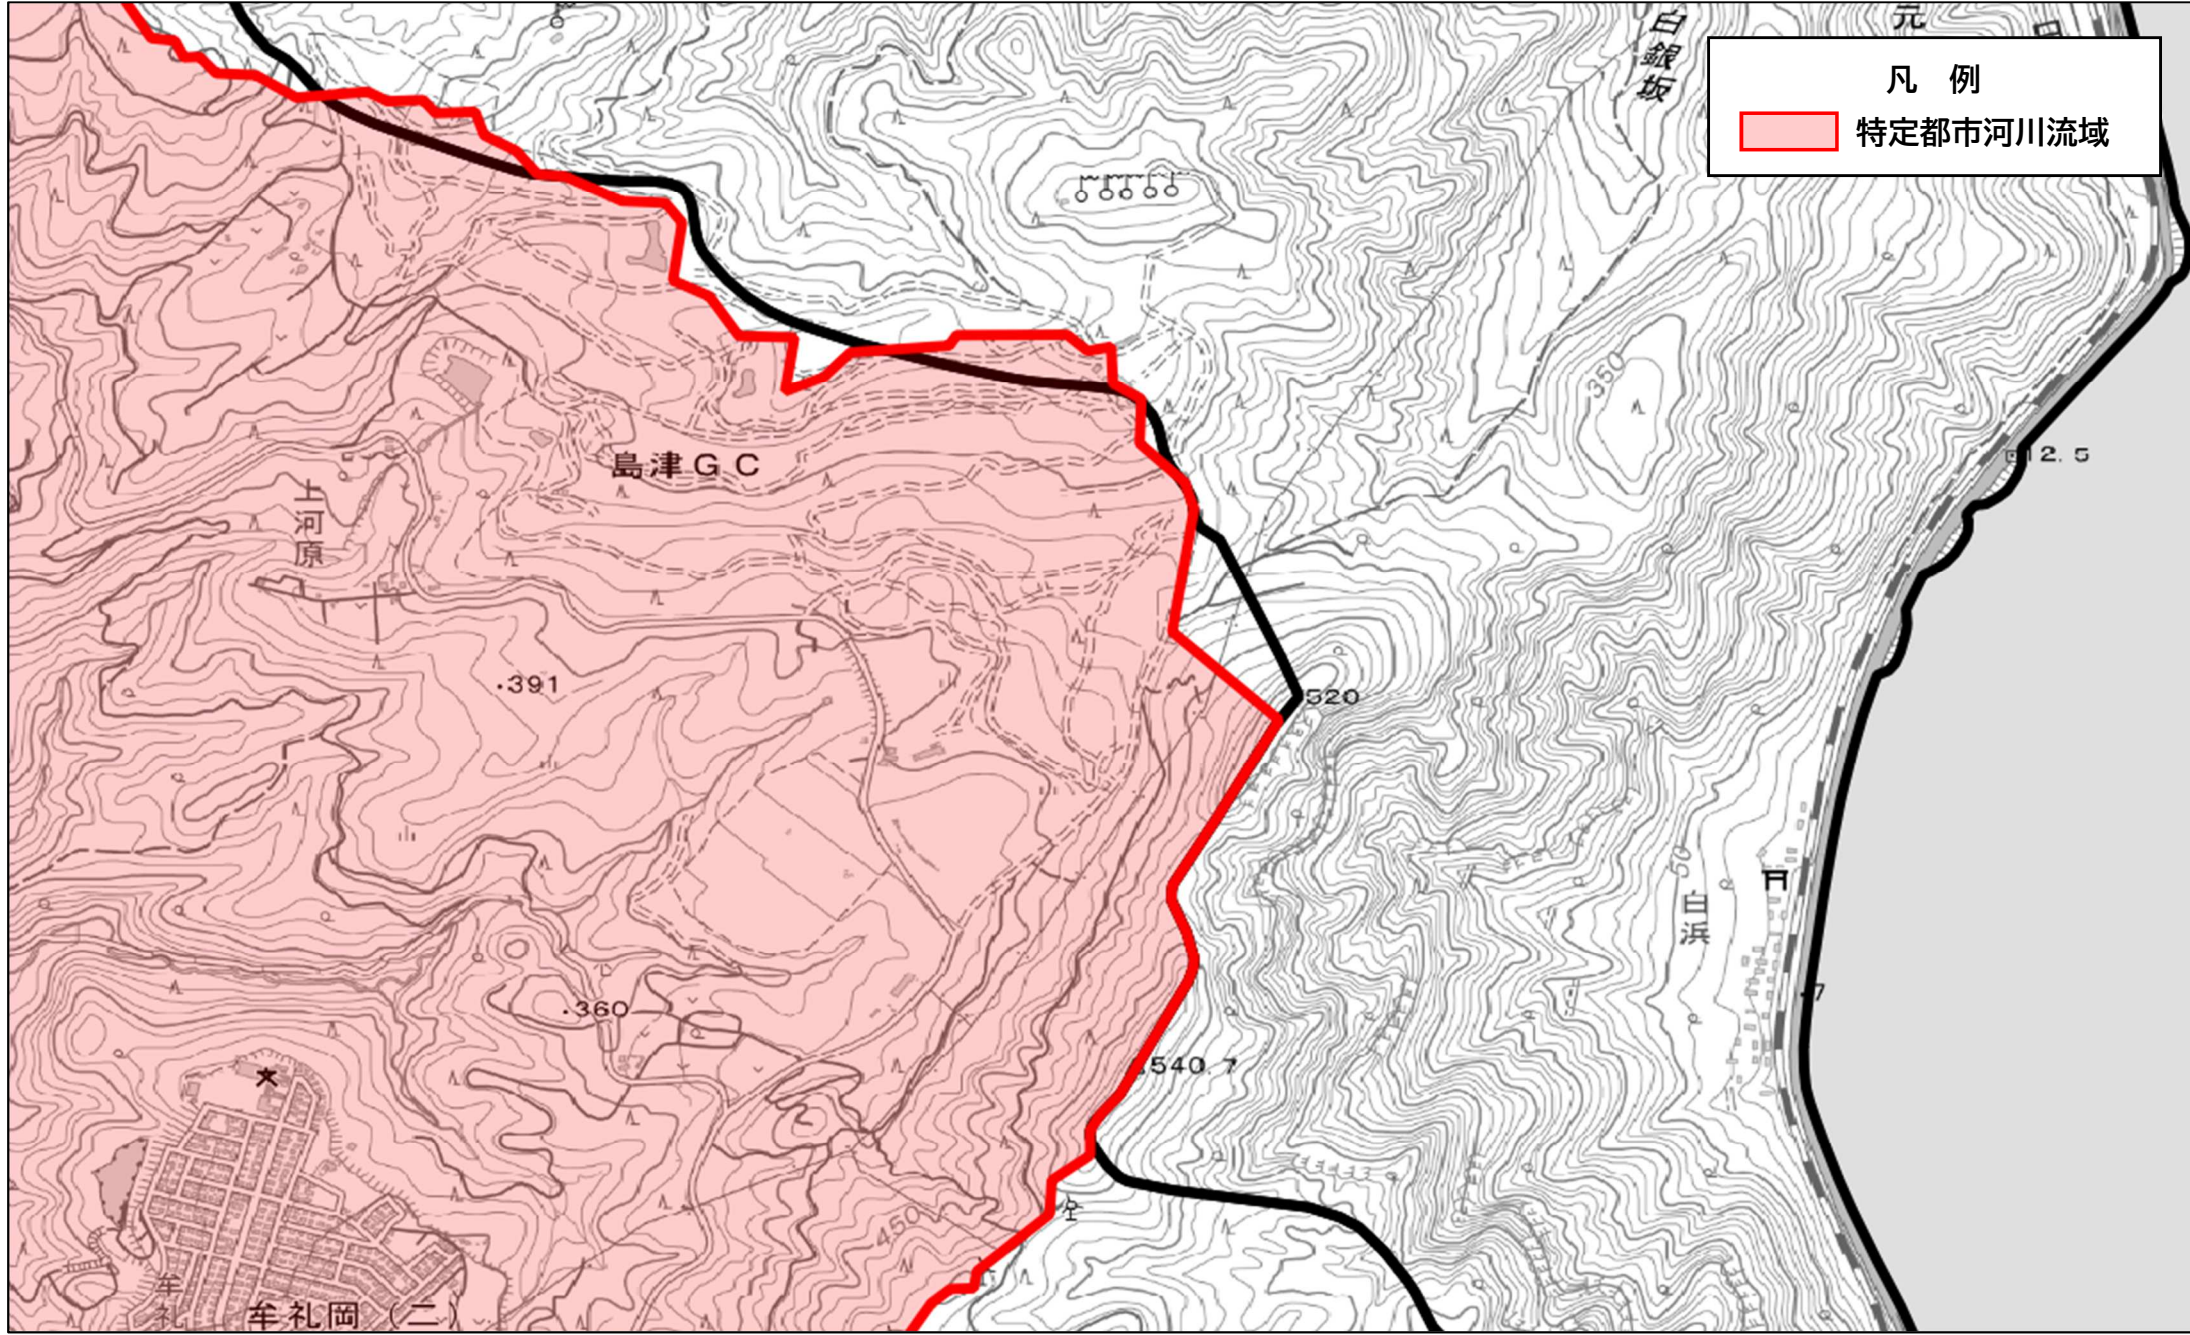 白銀坂
元
凡　例
特定都市河川流域
350
12.5
島津GC
上河原
・391
520
白浜
・7
・360
540.7
450
牟礼
牟礼岡（二）